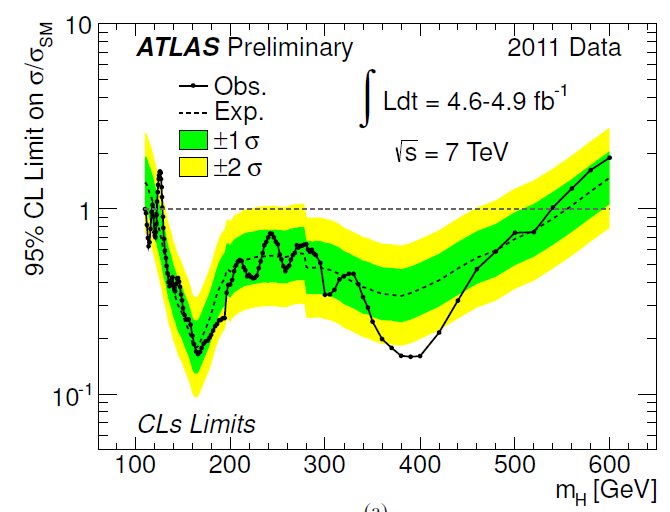 95% CL Limit on σ/σSM
10
1
10-1
ATLAS Preliminary
2011 Data
Obs.
Exp.
±1 σ
±2 σ
∫ Ldt = 4.6-4.9 fb-1
√s = 7 TeV
CLs Limits
100 200 300 400 500 600
mH [GeV]
(a)